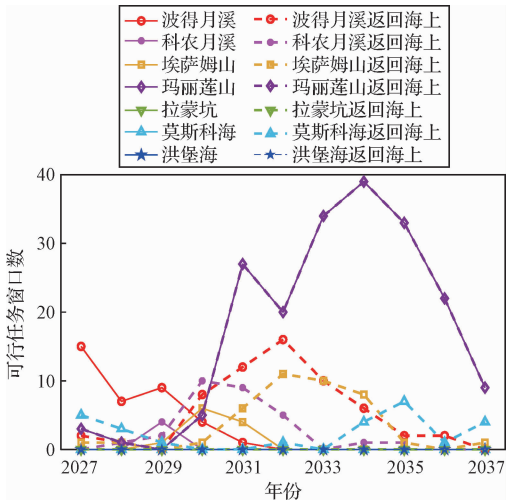 波得月溪 波得月溪返回海上
科农月溪 科农月溪返回海上
埃萨姆山 埃萨姆山返回海上
玛丽莲山 玛丽莲山返回海上
拉蒙坑 拉蒙坑返回海上
莫斯科海 莫斯科海返回海上
洪堡海 洪堡海返回海上
可行任务窗口数
40
30
20
10
0
2027 2029 2031 2033 2035 2037
年份